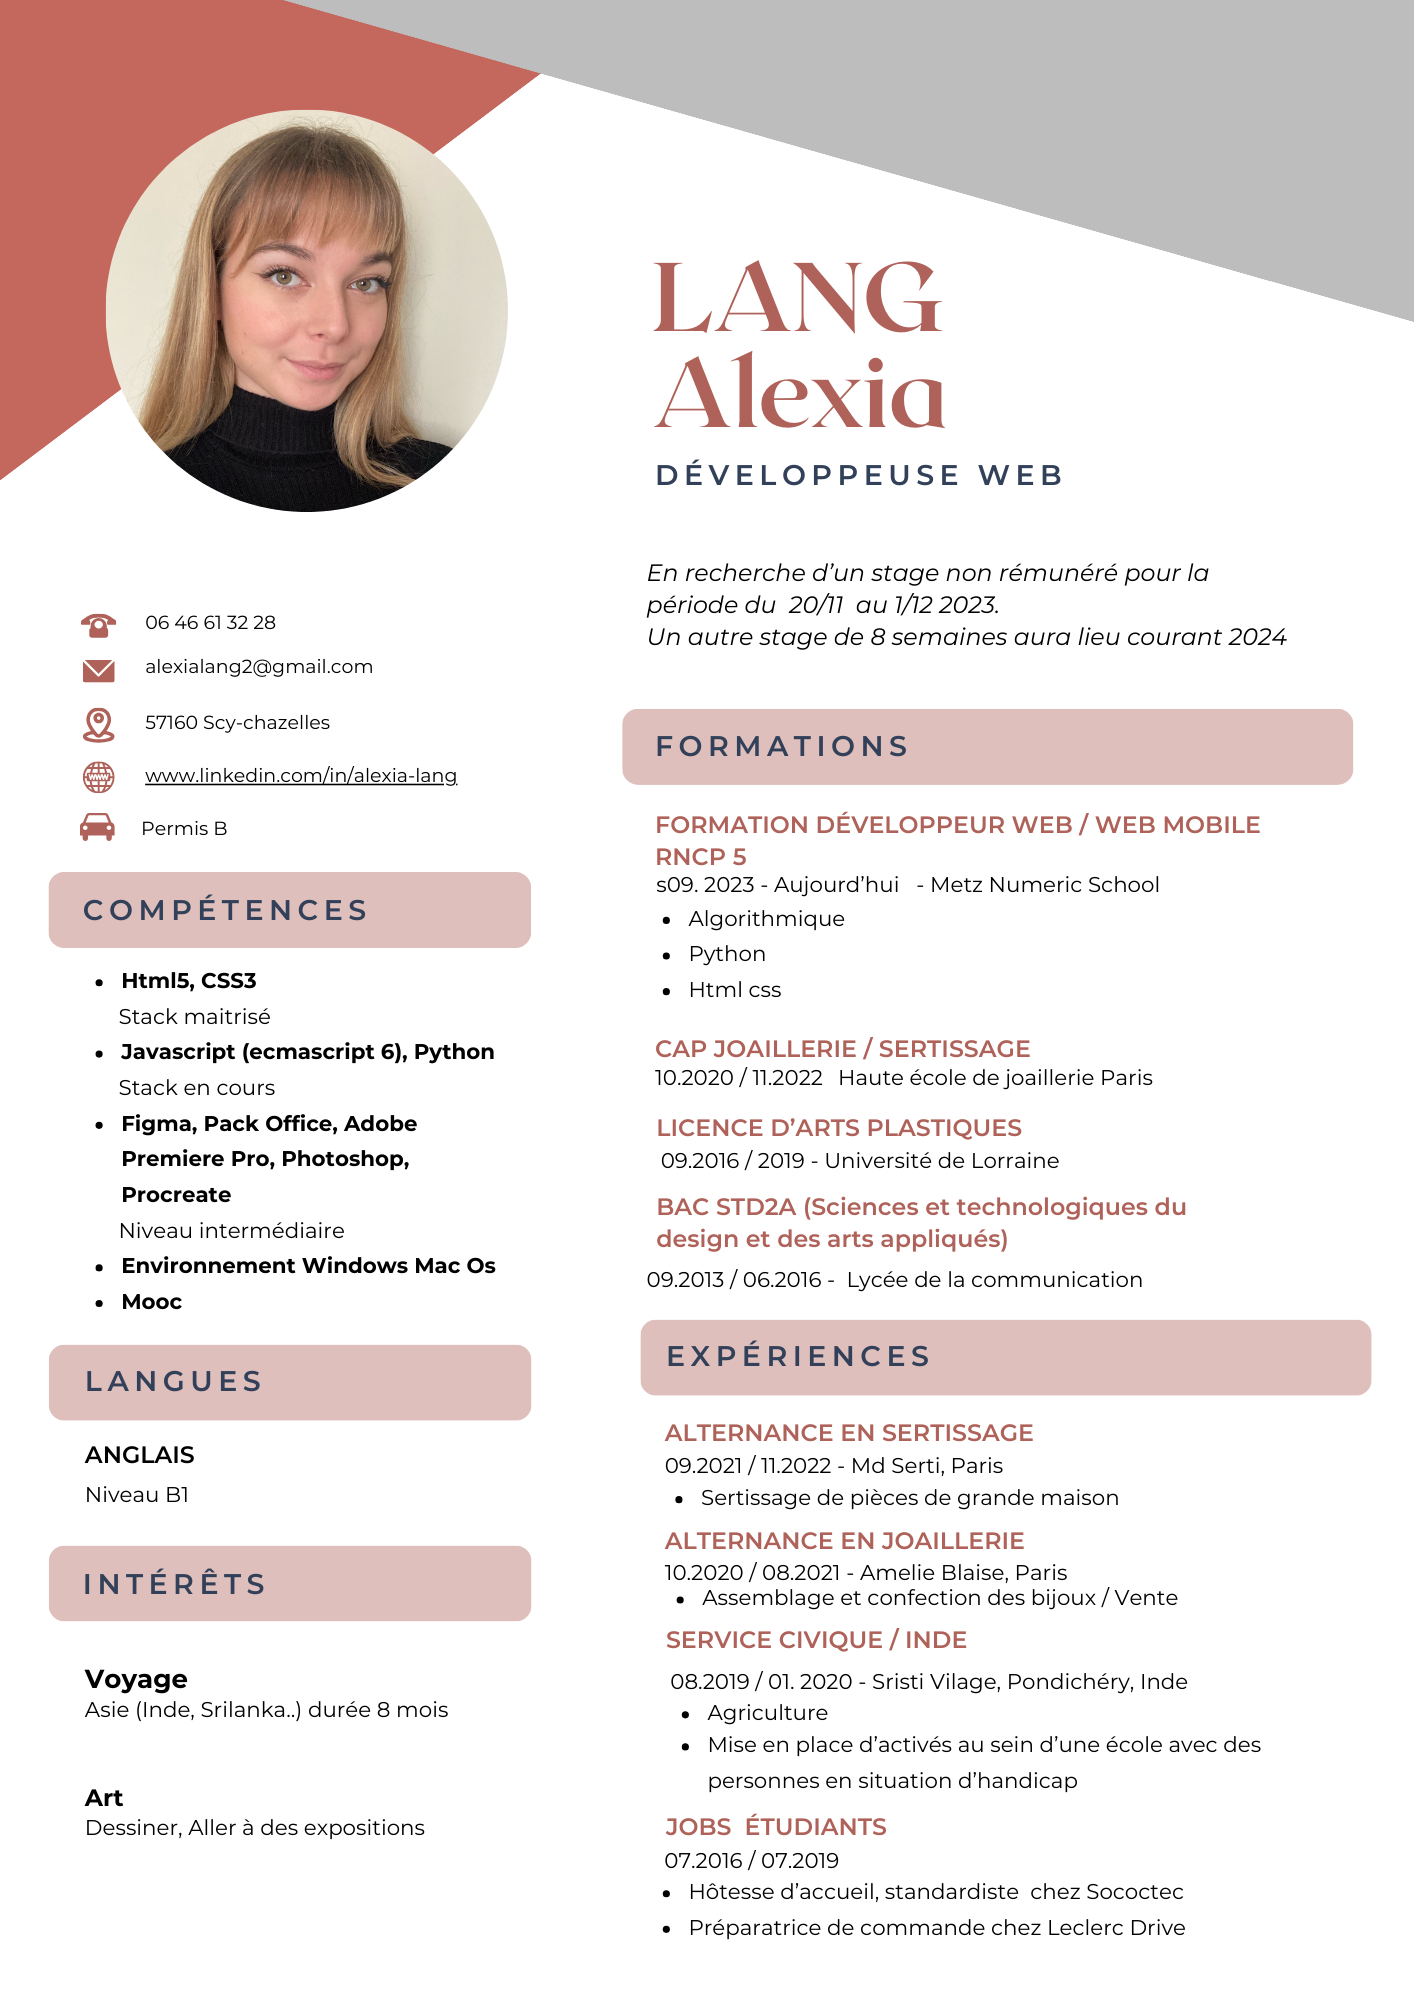 LANG
Alexia
DÉVELOPPEUSE WEB
En recherche d’un stage non rémunéré pour la
période du 20/11 au 1/12 2023.
Un autre stage de 8 semaines aura lieu courant 2024
06 46 61 32 28
alexialang2@gmail.com
57160 Scy-chazelles
www.linkedin.com/in/alexia-lang
Permis B
COMPÉTENCES
• Html5, CSS3
Stack maitrisé
• Javascript (ecmascript 6), Python
Stack en cours
• Figma, Pack Office, Adobe
Premiere Pro, Photoshop,
Procreate
Niveau intermédiaire
• Environnement Windows Mac Os
• Mooc
LANGUES
ANGLAIS
Niveau B1
INTÉRÊTS
Voyage
Asie (Inde, Srilanka..) durée 8 mois
Art
Dessiner, Aller à des expositions
FORMATIONS
FORMATION DÉVELOPPEUR WEB / WEB MOBILE
RNCP 5
s09. 2023 - Aujourd’hui - Metz Numeric School
• Algorithmique
• Python
• Html css
CAP JOAILLERIE / SERTISSAGE
10.2020 / 11.2022 Haute école de joaillerie Paris
LICENCE D’ARTS PLASTIQUES
09.2016 / 2019 - Université de Lorraine
BAC STD2A (Sciences et technologiques du
design et des arts appliqués)
09.2013 / 06.2016 - Lycée de la communication
EXPÉRIENCES
ALTERNANCE EN SERTISSAGE
09.2021 / 11.2022 - Md Serti, Paris
• Sertissage de pièces de grande maison
ALTERNANCE EN JOAILLERIE
10.2020 / 08.2021 - Amelie Blaise, Paris
• Assemblage et confection des bijoux / Vente
SERVICE CIVIQUE / INDE
08.2019 / 01. 2020 - Sristi Vilage, Pondichéry, Inde
• Agriculture
• Mise en place d’activés au sein d’une école avec des
personnes en situation d’handicap
JOBS ÉTUDIANTS
07.2016 / 07.2019
• Hôtesse d’accueil, standardiste chez Sococtec
• Préparatrice de commande chez Leclerc Drive